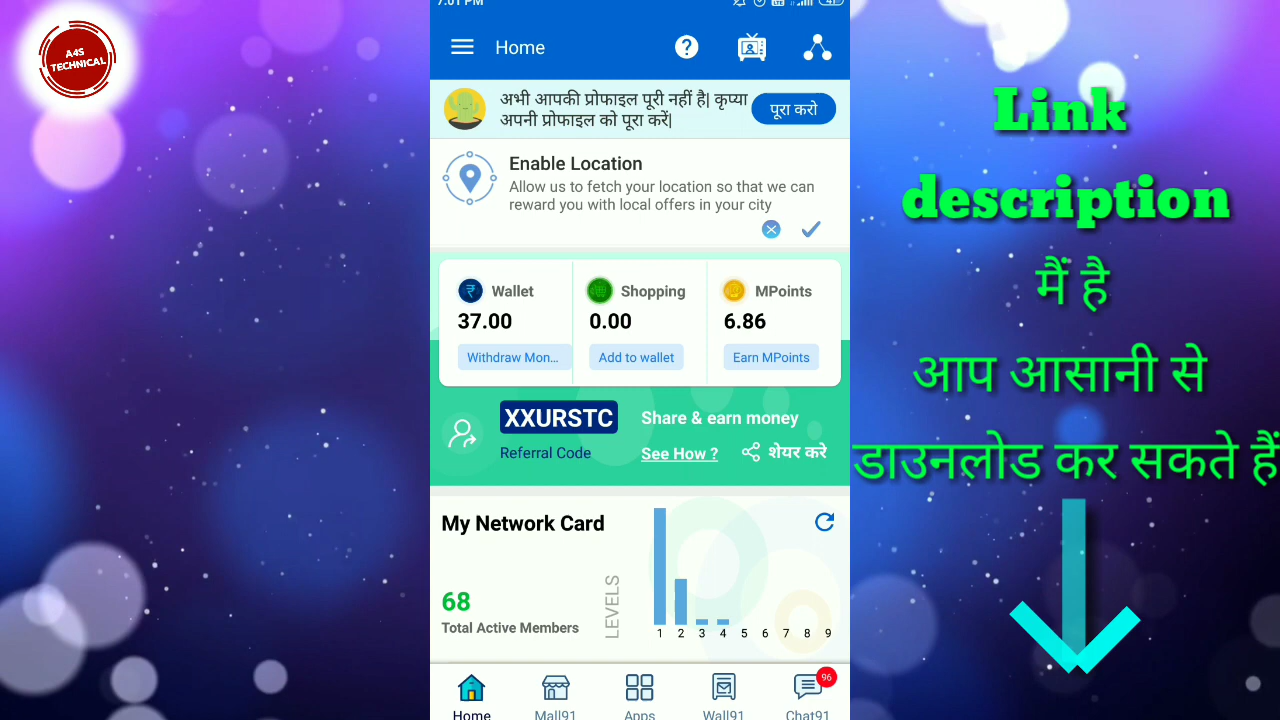 A4S
TECHNICAL
7:01 PM
Home
अभी आपकी प्रोफाइल पूरी नहीं है| कृप्या
अपनी प्रोफाइल को पूरा करें|
पूरा करो
Enable Location
Allow us to fetch your location so that we can
reward you with local offers in your city
Wallet
Shopping
MPoints
37.00
0.00
6.86
Withdraw Mon...
Add to wallet
Earn MPoints
XXURSTC
Share & earn money
Referral Code
See How ?
शेयर करे
My Network Card
68
Total Active Members
LEVELS
1 2 3 4 5 6 7 8 9
96
Home
Mall91
Apps
Wall91
Chat91
Link
description
मैं है
आप आसानी से
डाउनलोड कर सकते हैं